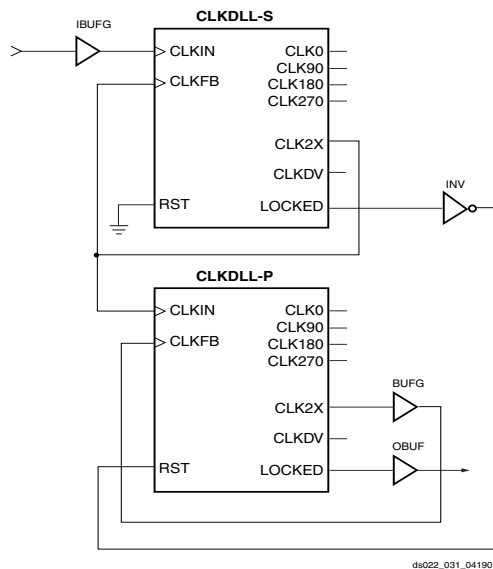 CLKDLL-S
IBUFG
CLKIN
CLKFB
RST
CLK0
CLK90
CLK180
CLK270
CLK2X
CLKDV
LOCKED
INV
CLKDLL-P
CLKIN
CLKFB
RST
CLK0
CLK90
CLK180
CLK270
CLK2X
CLKDV
LOCKED
BUFG
OBUF
ds022_031_04190